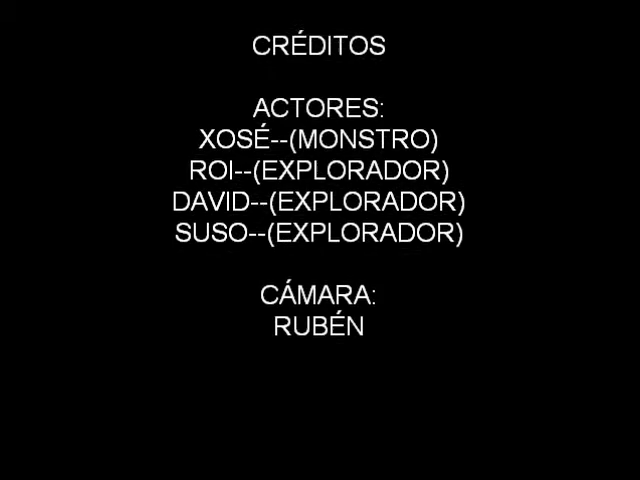 CRÉDITOS
ACTORES:
XOSÉ--(MONSTRO)
ROI--(EXPLORADOR)
DAVID--(EXPLORADOR)
SUSO--(EXPLORADOR)
CÁMARA:
RUBÉN